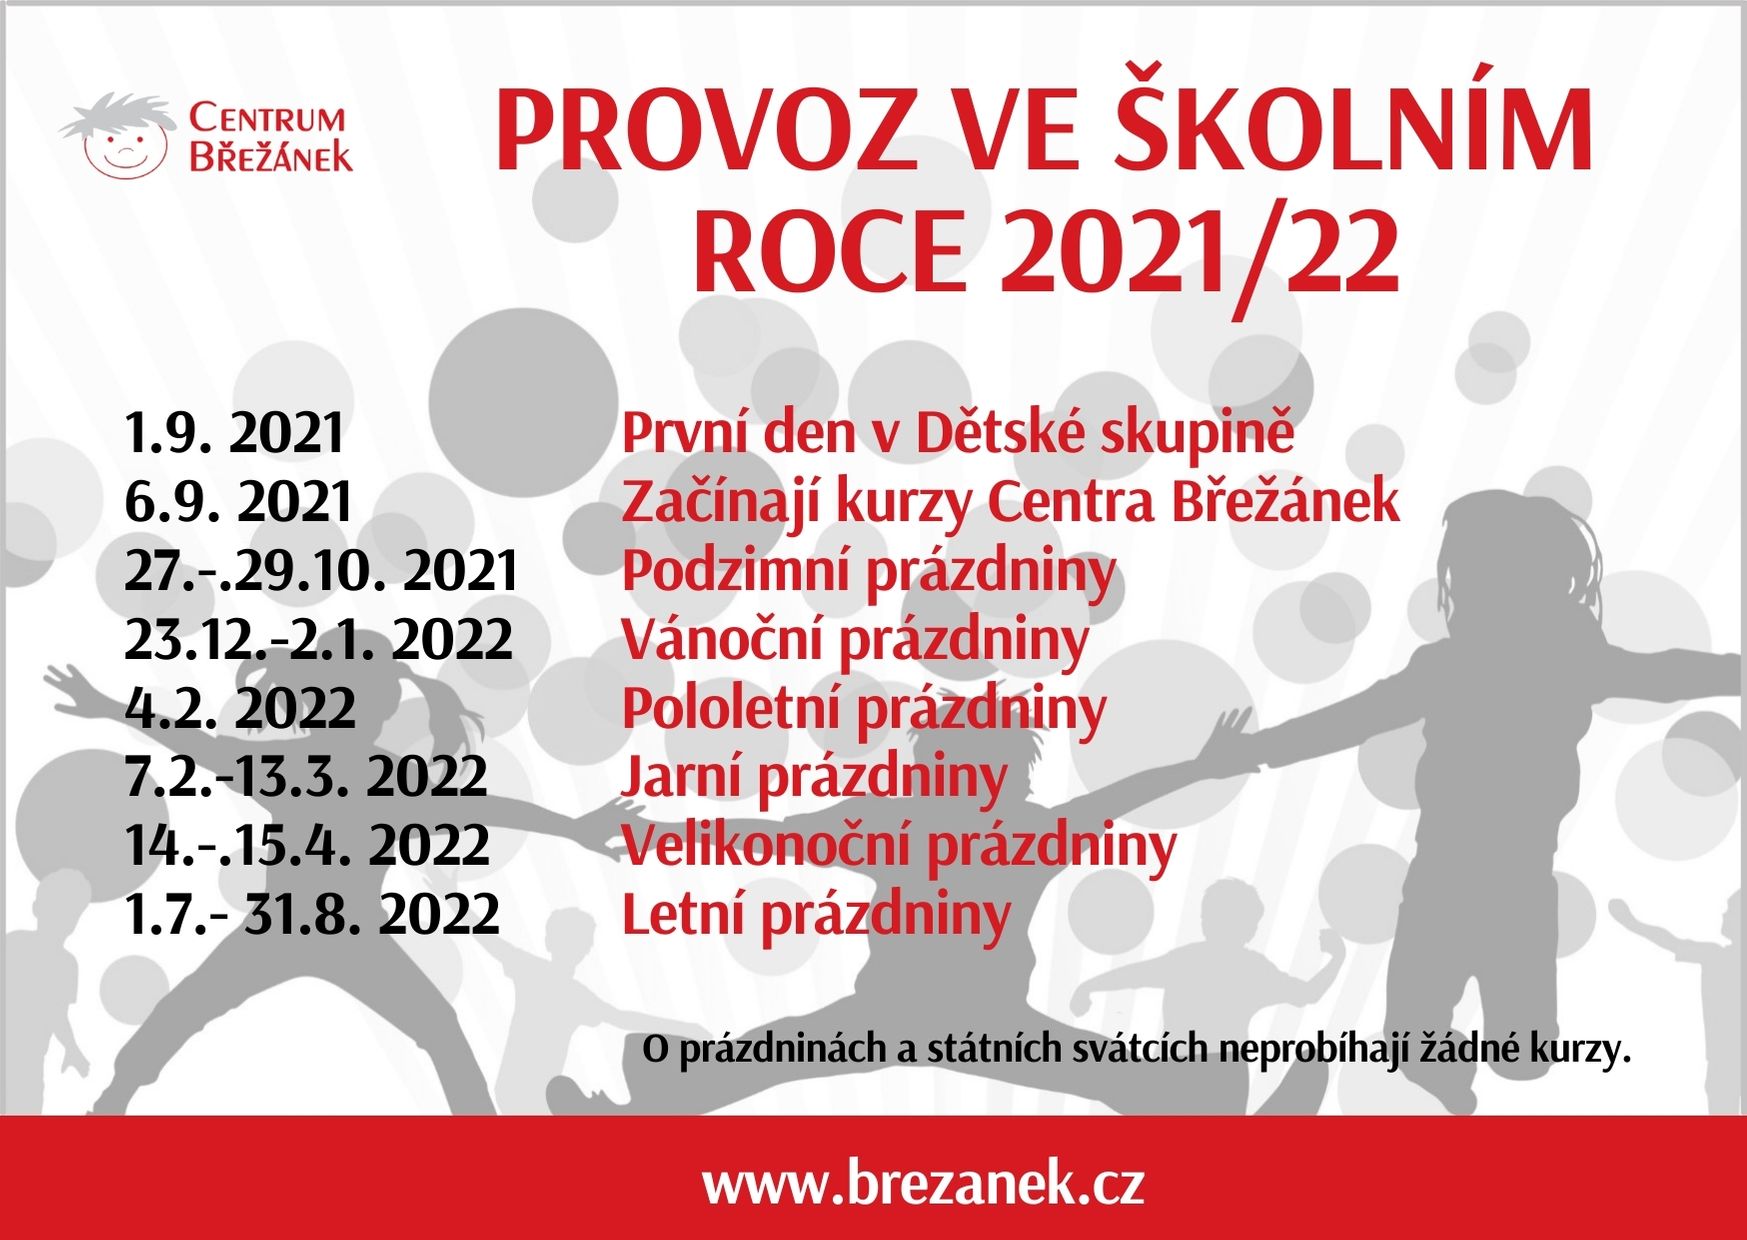 CENTRUM
BŘEŽÁNEK
PROVOZ VE ŠKOLNÍM
ROCE 2021/22
1.9. 2021 První den v Dětské skupině
6.9. 2021 Začínají kurzy Centra Břežánek
27.-.29.10. 2021 Podzimní prázdniny
23.12.-2.1. 2022 Vánoční prázdniny
4.2. 2022 Pololetní prázdniny
7.2.-13.3. 2022 Jarní prázdniny
14.-.15.4. 2022 Velikonoční prázdniny
1.7.- 31.8. 2022 Letní prázdniny
O prázdninách a státních svátcích neprobíhají žádné kurzy.
www.brezanek.cz